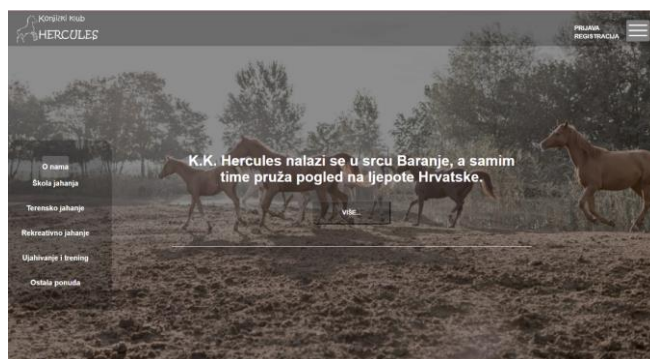 Konjički klub
HERCULES
PRIJAVA
REGISTRACIJA
O nama
Škola jahanja
Terensko jahanje
Rekreativno jahanje
Ujahivanje i trening
Ostala ponuda
K.K. Hercules nalazi se u srcu Baranje, a samim
time pruža pogled na ljepote Hrvatske.
VIŠE...